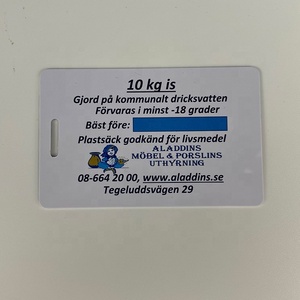 10 kg is
Gjord på kommunalt dricksvatten
Förvaras i minst -18 grader
Bäst före:
Plastsäck godkänd för livsmedel
ALADDINS
MÖBEL & PORSLINS
UTHYRNING
08-664 20 00, www.aladdins.se
Tegeluddsvägen 29